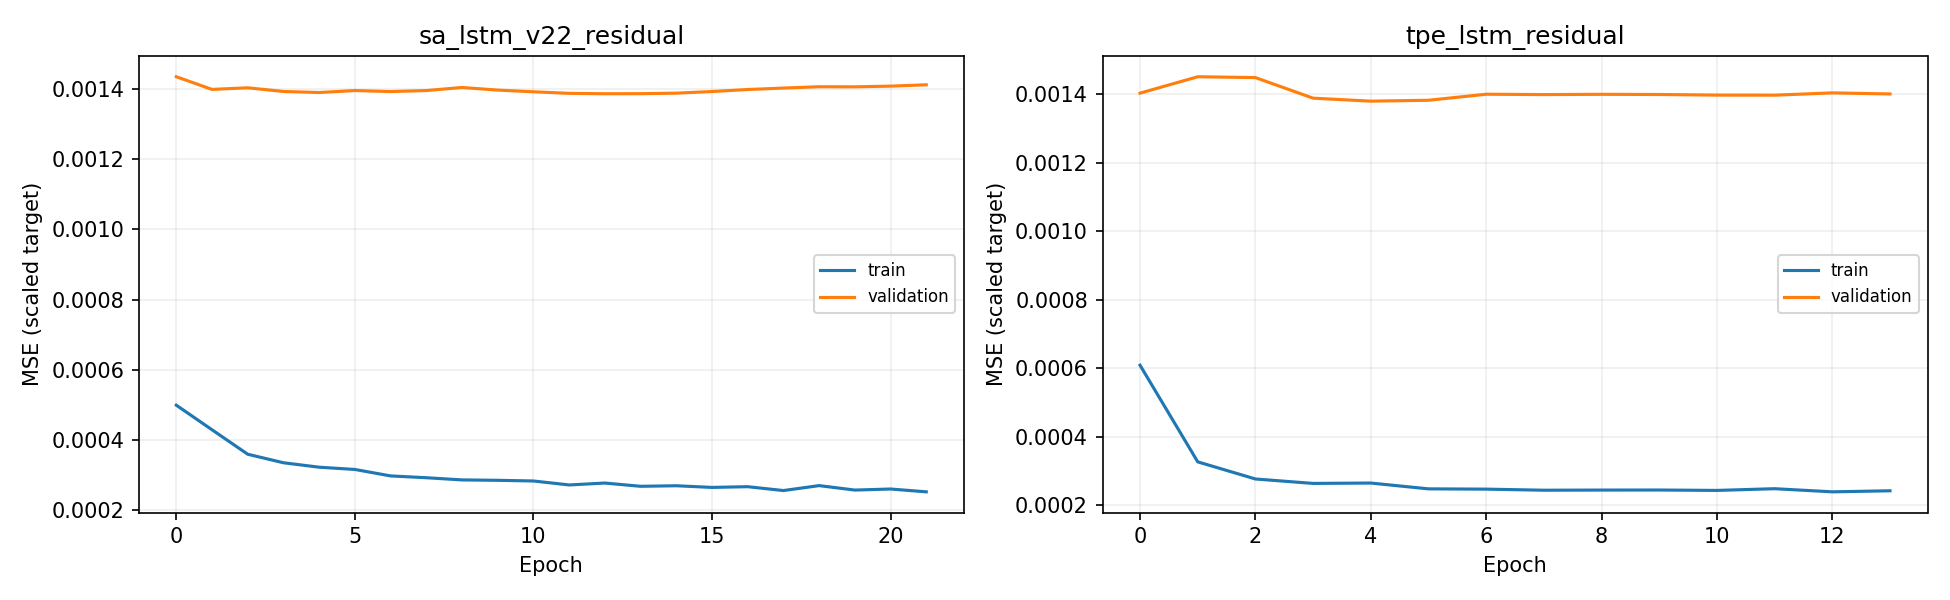 sa_lstm_v22_residual
MSE (scaled target)
0.0014
0.0012
0.0010
0.0008
0.0006
0.0004
0.0002
train
validation
0 5 10 15 20
Epoch
tpe_lstm_residual
MSE (scaled target)
0.0014
0.0012
0.0010
0.0008
0.0006
0.0004
0.0002
train
validation
0 2 4 6 8 10 12
Epoch